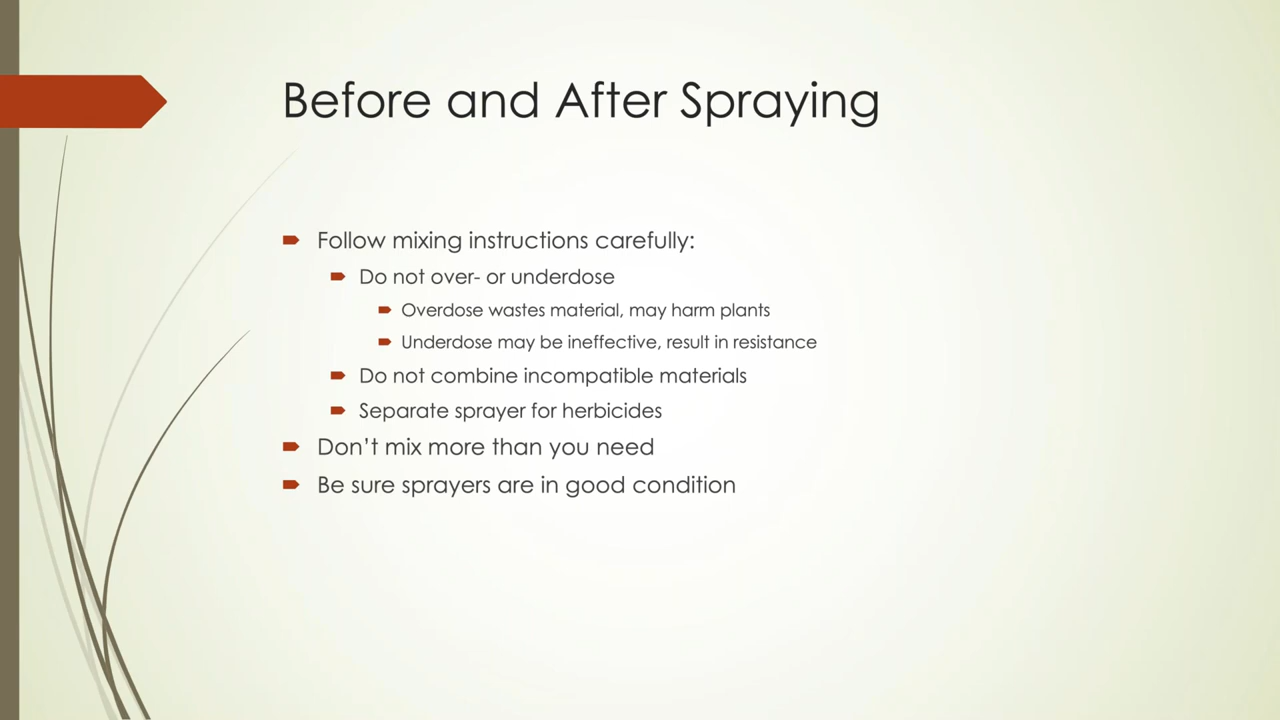 Before and After Spraying
Follow mixing instructions carefully:
Do not over- or underdose
Overdose wastes material, may harm plants
Underdose may be ineffective, result in resistance
Do not combine incompatible materials
Separate sprayer for herbicides
Don’t mix more than you need
Be sure sprayers are in good condition